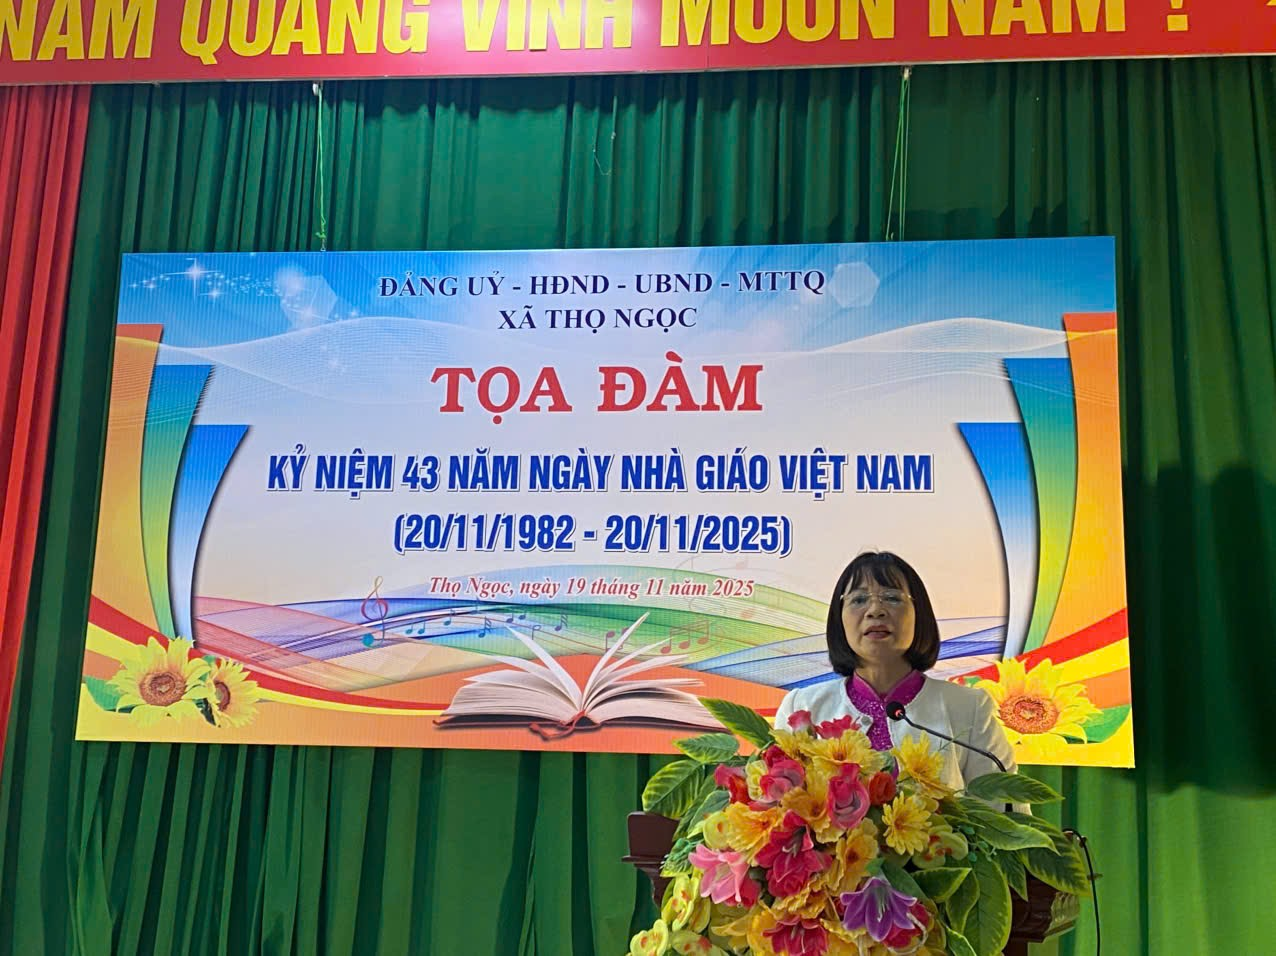 NAM QUANG VINH MUÔN NĂM !
ĐẢNG UỶ - HĐND - UBND - MTTQ
XÃ THỌ NGỌC
TỌA ĐÀM
KỶ NIỆM 43 NĂM NGÀY NHÀ GIÁO VIỆT NAM
(20/11/1982 - 20/11/2025)
Thọ Ngọc, ngày 19 tháng 11 năm 2025